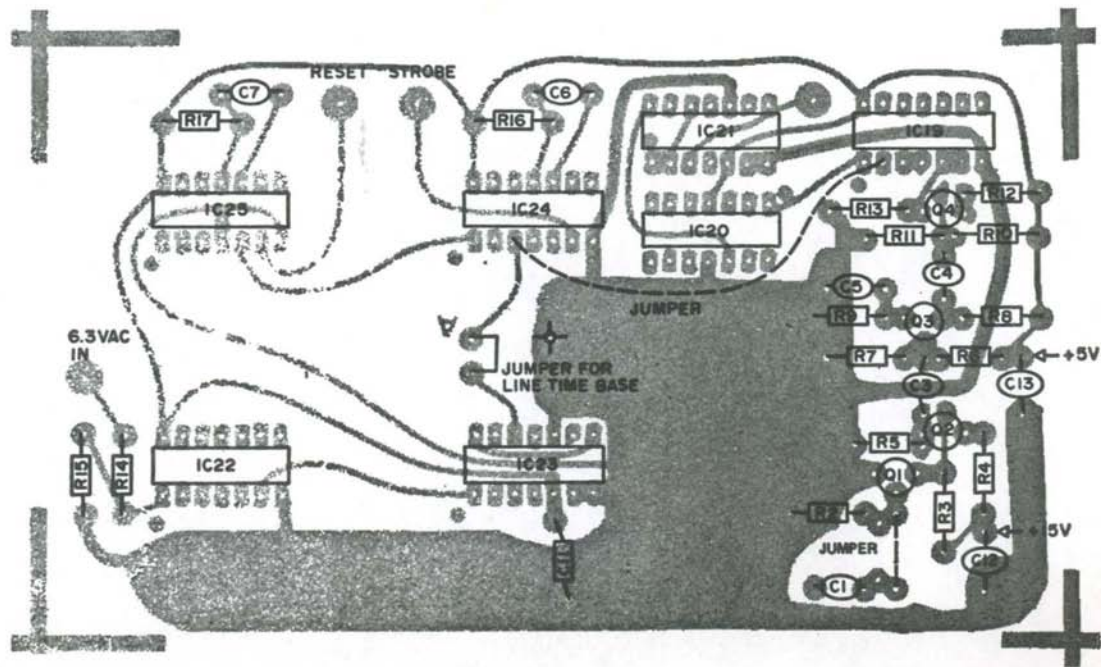 RESET STROBE
C7
C6
R17
R16
IC21
IC19
IC25
IC24
IC20
R13
Q4
R12
R11
R10
C4
C5
JUMPER
R9
Q3
R8
6.3VAC
IN
A
JUMPER FOR
LINE TIME BASE
R7
R6
+5V
C3
C13
Q2
R5
IC22
IC23
Q1
R4
R15
R14
R2
R3
+5V
JUMPER
C12
C1